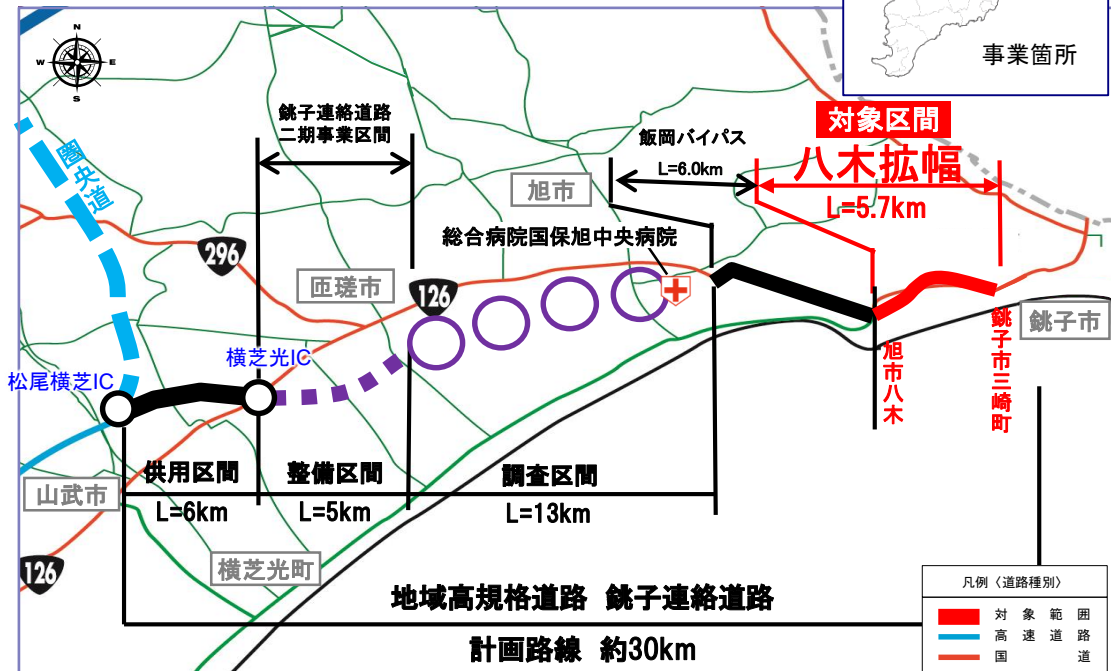 N
W
E
S
事業箇所
銚子連絡道路
二期事業区間
飯岡バイパス
L=6.0km
対象区間
八木拡幅
L=5.7km
圏央道
旭市
総合病院国保旭中央病院
296
匝瑳市
126
銚子市
横芝光IC
松尾横芝IC
旭市八木
銚子市三崎町
供用区間
L=6km
整備区間
L=5km
調査区間
L=13km
山武市
126
横芝光町
地域高規格道路 銚子連絡道路
計画路線 約30km
凡例〈道路種別〉
対象範囲
高速道路
国道